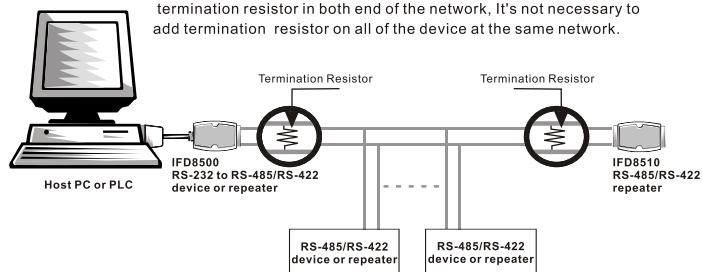 termination resistor in both end of the network, It's not necessary to
add termination resistor on all of the device at the same network.
Termination Resistor
Termination Resistor
Host PC or PLC
IFD8500
RS-232 to RS-485/RS-422
device or repeater
IFD8510
RS-485/RS-422
repeater
RS-485/RS-422
device or repeater
RS-485/RS-422
device or repeater